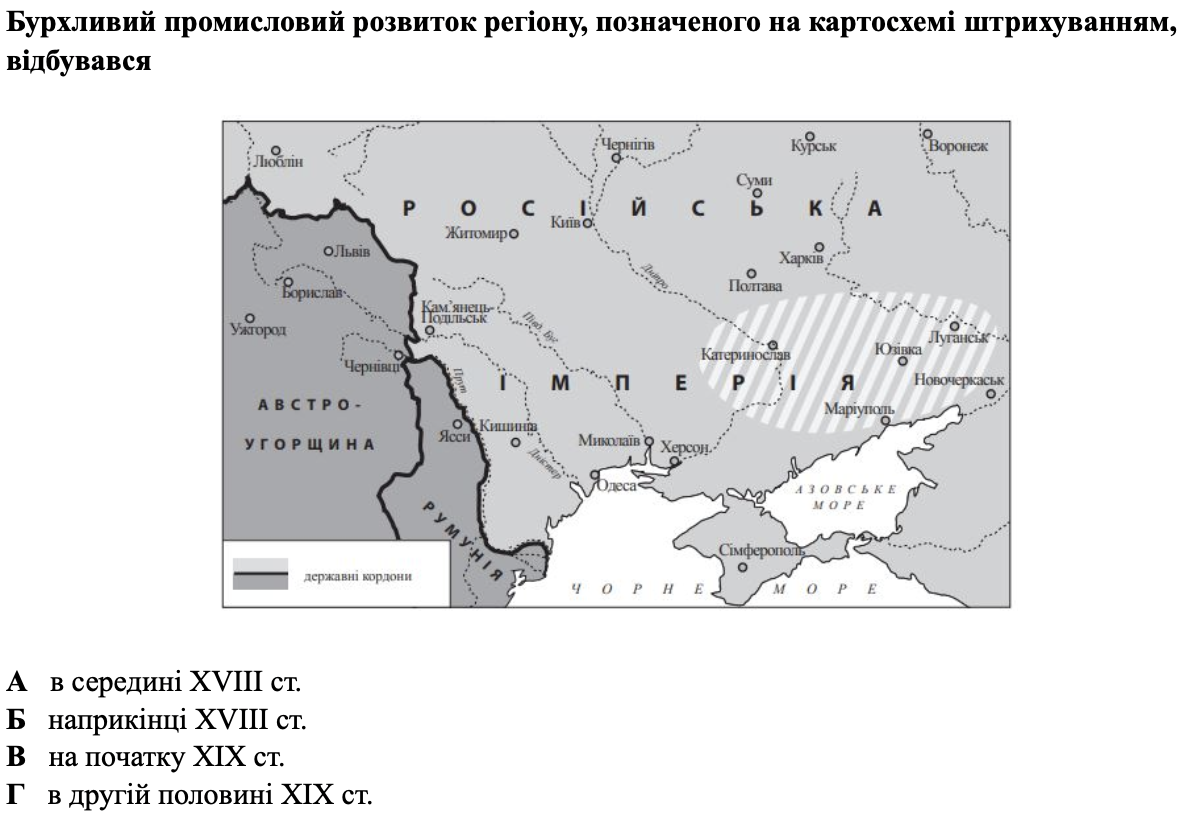 Бурхливий промисловий розвиток регіону, позначеного на картосхемі штрихуванням,
відбувався
Люблін
Чернігів
Курськ
Воронеж
Суми
РОСІЙСЬКА
Київ
Житомир
Харків
Львів
Дніпро
Полтава
Борислав
Кам’янець-
Подільськ
Півд. Буг
Ужгород
Луганськ
Катеринослав
Юзівка
Чернівці
Прут
ІМПЕРІЯ
Новочеркаськ
АВСТРО-
УГОРЩИНА
Маріуполь
Ясси
Кишинів
Миколаїв
Херсон
Дністер
Одеса
АЗОВСЬКЕ
МОРЕ
РУМУНІЯ
Сімферополь
державні кордони
ЧОРНЕ МОРЕ
А в середині XVIII ст.
Б наприкінці XVIII ст.
В на початку XIX ст.
Г в другій половині XIX ст.